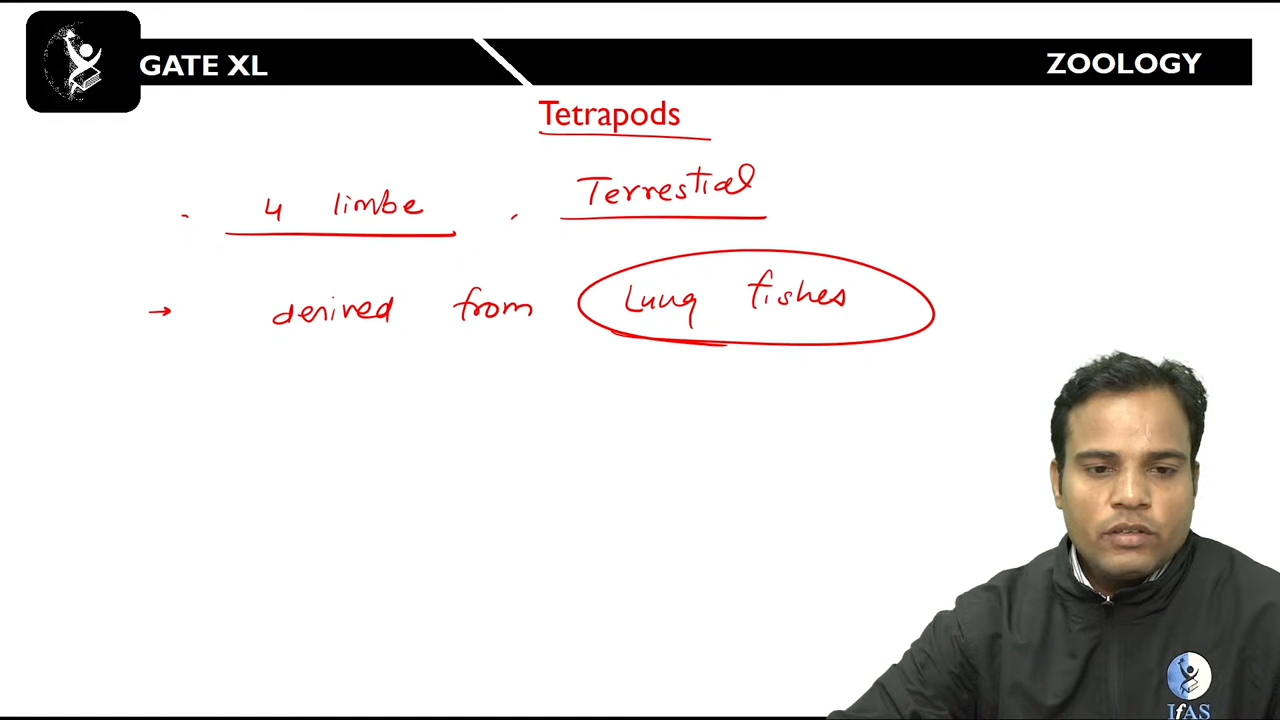 GATE XL
ZOOLOGY
Tetrapods
4 limbe . Terrestial
→ derived from Lung fishes
IfAS